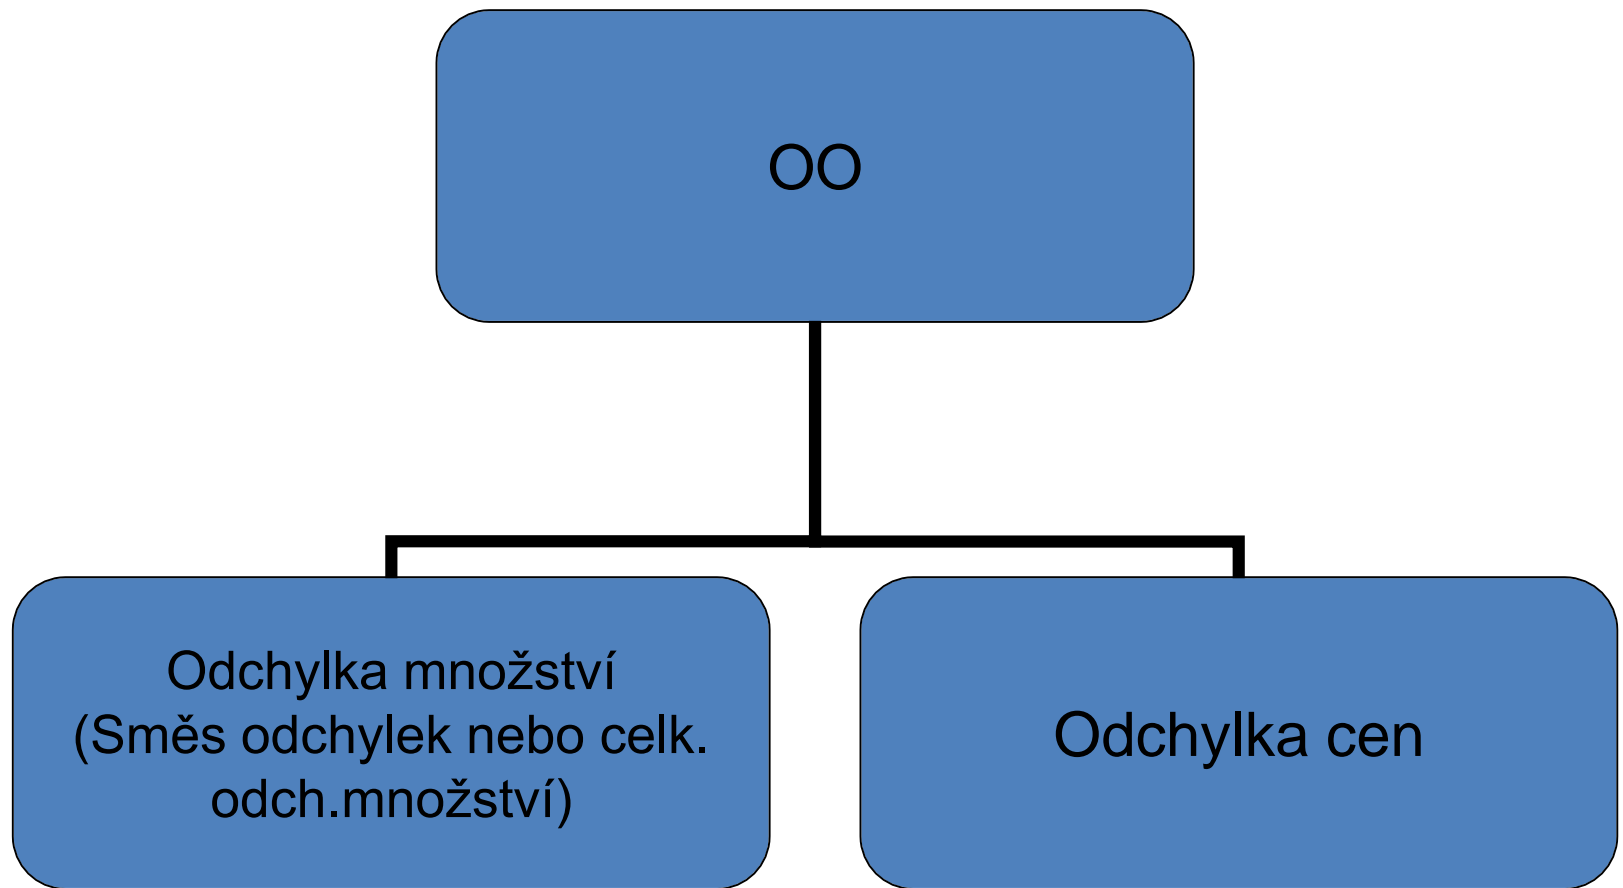 OO
Odchylka množství
(Směs odchylek nebo celk.
odch.množství)
Odchylka cen